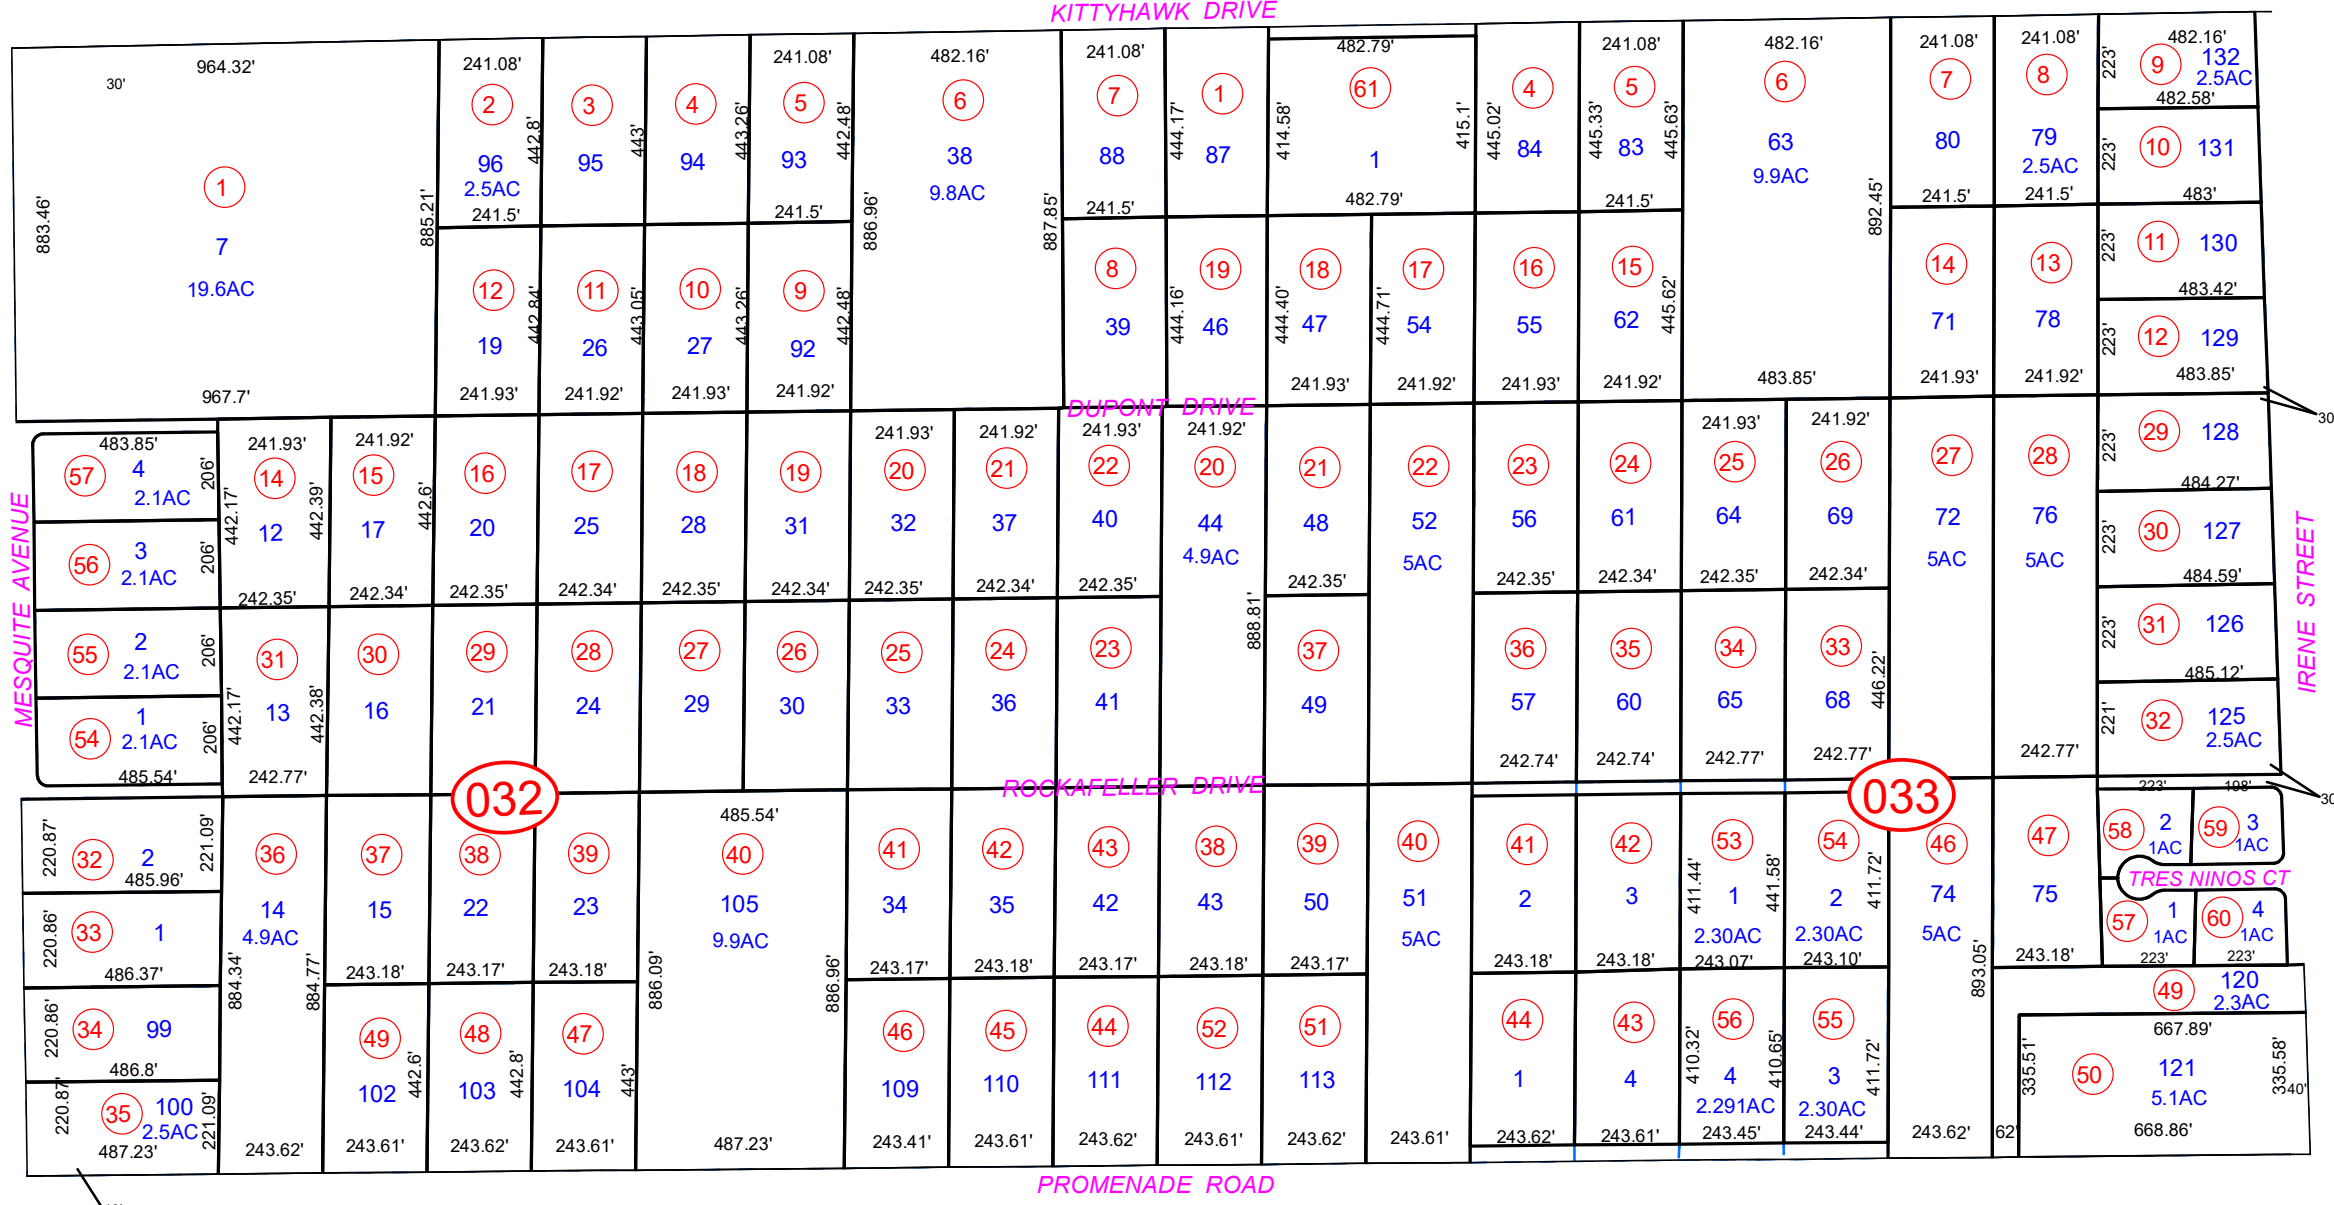 KITTYHAWK DRIVE
964.32' 241.08' 241.08' 482.16' 241.08' 482.79' 241.08' 482.16' 241.08' 241.08' 482.16'
30'
1 2 3 4 5 6 7 1 61 4 5 6 7 8 9 132
2.5AC
482.58'
883.46' 885.21' 442.8' 443' 443.26' 442.48' 886.96' 887.85' 444.17' 414.58' 415.1' 445.02' 445.33' 445.63' 892.45' 223'
7 96 95 94 93 38 88 87 1 84 83 63 80 79
19.6AC 2.5AC 9.8AC 9.9AC 2.5AC
241.5' 241.5' 241.5' 482.79' 241.5' 241.5' 241.5'
223' 10 131
483'
12 11 10 9 8 19 18 17 16 15 14 13
442.84' 443.05' 443.26' 442.48' 444.16' 444.40' 444.71' 445.62'
19 26 27 92 39 46 47 54 55 62 71 78
223' 11 130
483.42'
223' 12 129
483.85'
967.7' 241.93' 241.92' 241.93' 241.92' 241.93' 241.92' 241.93' 241.92' 483.85' 241.93' 241.92'
30
DUPONT DRIVE
483.85' 241.93' 241.92' 241.93' 241.92' 241.93' 241.92' 241.93' 241.92'
57 4 206'
2.1AC
14 15 16 17 18 19 20 21 22 20 21 22 23 24 25 26 27 28
223' 29 128
484.27'
442.17' 442.39' 442.6'
12 17 20 25 28 31 32 37 40 44 48 52 56 61 64 69 72 76
4.9AC 5AC 5AC 5AC
56 3 206'
2.1AC
223' 30 127
484.59'
242.35' 242.34' 242.35' 242.34' 242.35' 242.34' 242.35' 242.34' 242.35' 242.35' 242.35' 242.34' 242.35' 242.34'
MESQUITE AVENUE
IRENE STREET
55 2 206'
2.1AC
31 30 29 28 27 26 25 24 23 37 36 35 34 33
888.81' 446.22'
223' 31 126
485.12'
442.17' 442.38'
13 16 21 24 29 30 33 36 41 49 57 60 65 68
54 1 206'
2.1AC
221' 32 125
2.5AC
485.54' 242.77' 242.74' 242.74' 242.77' 242.77' 242.77'
032
ROCKAFELLER DRIVE
033
30
485.54' 223' 198'
220.87' 32 2 221.09'
485.96'
36 37 38 39 40 41 42 43 38 39 40 41 42 53 54 46 47
58 2 59 3
1AC 1AC
14 15 22 23 105 34 35 42 43 50 51 2 3 1 2 74 75
4.9AC 9.9AC 5AC 2.30AC 2.30AC 5AC
411.44' 441.58' 411.72'
TRES NINOS CT
220.86' 33 1
486.37'
57 1 60 4
1AC 1AC
223' 223'
884.34' 884.77' 886.09' 886.96' 893.05'
243.18' 243.17' 243.18' 243.17' 243.18' 243.17' 243.18' 243.17' 243.18' 243.18' 243.07' 243.10' 243.18'
49 120
2.3AC
220.86' 34 99
486.8'
49 48 47 46 45 44 52 51 44 43 56 55
442.6' 442.8' 443' 410.32' 410.65' 411.72'
102 103 104 109 110 111 112 113 1 4 4 3
2.291AC 2.30AC
667.89'
335.51' 50 121 335.58'
5.1AC
340'
668.86'
220.87' 35 100 221.09'
2.5AC
487.23' 243.62' 243.61' 243.62' 243.61' 487.23' 243.41' 243.61' 243.62' 243.61' 243.62' 243.61' 243.62' 243.61' 243.45' 243.44' 243.62' 62'
PROMENADE ROAD